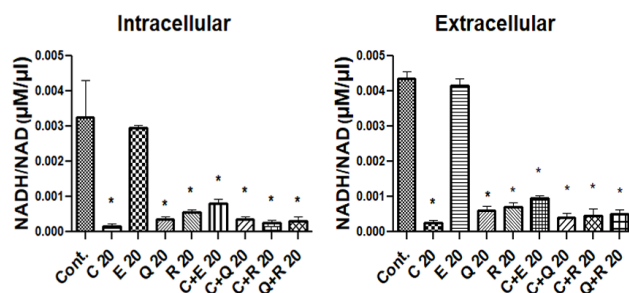 Intracellular
NADH/NAD (μM/μl)
0.005
0.004
0.003
0.002
0.001
0.000
* * * * * * *
Cont. C 20 E 20 Q 20 R 20 C+E 20 C+Q 20 C+R 20 Q+R 20
Extracellular
NADH/NAD (μM/μl)
0.005
0.004
0.003
0.002
0.001
0.000
* * * * * * *
Cont. C 20 E 20 Q 20 R 20 C+E 20 C+Q 20 C+R 20 Q+R 20